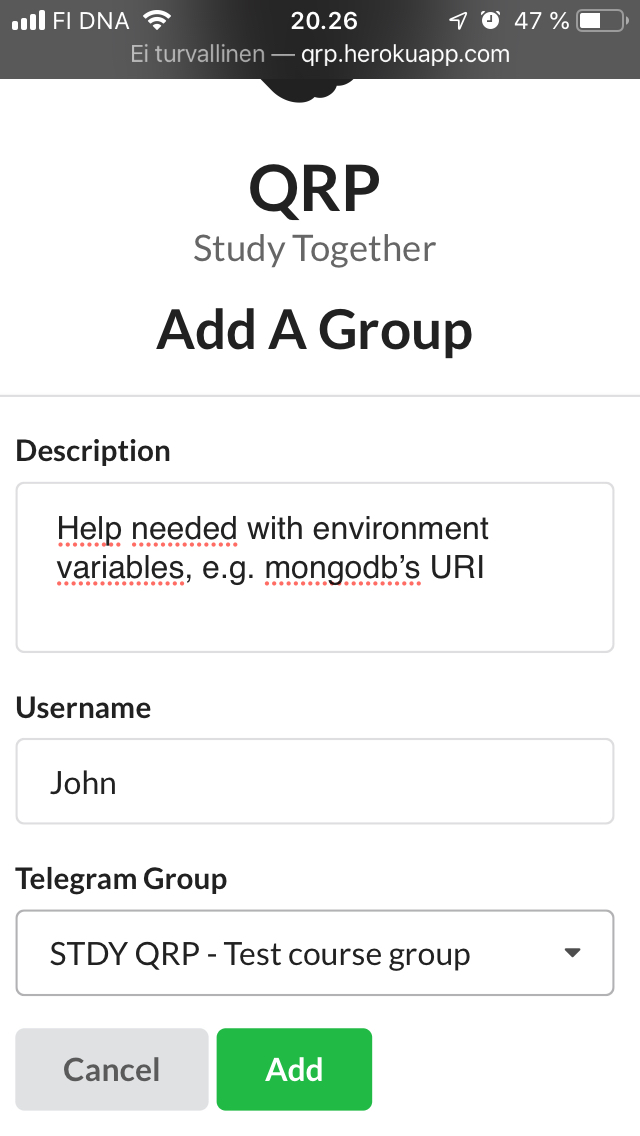 FI DNA 20.26 47 %
Ei turvallinen — qrp.herokuapp.com
QRP
Study Together
Add A Group
Description
Help needed with environment
variables, e.g. mongodb’s URI
Username
John
Telegram Group
STDY QRP - Test course group
Cancel Add